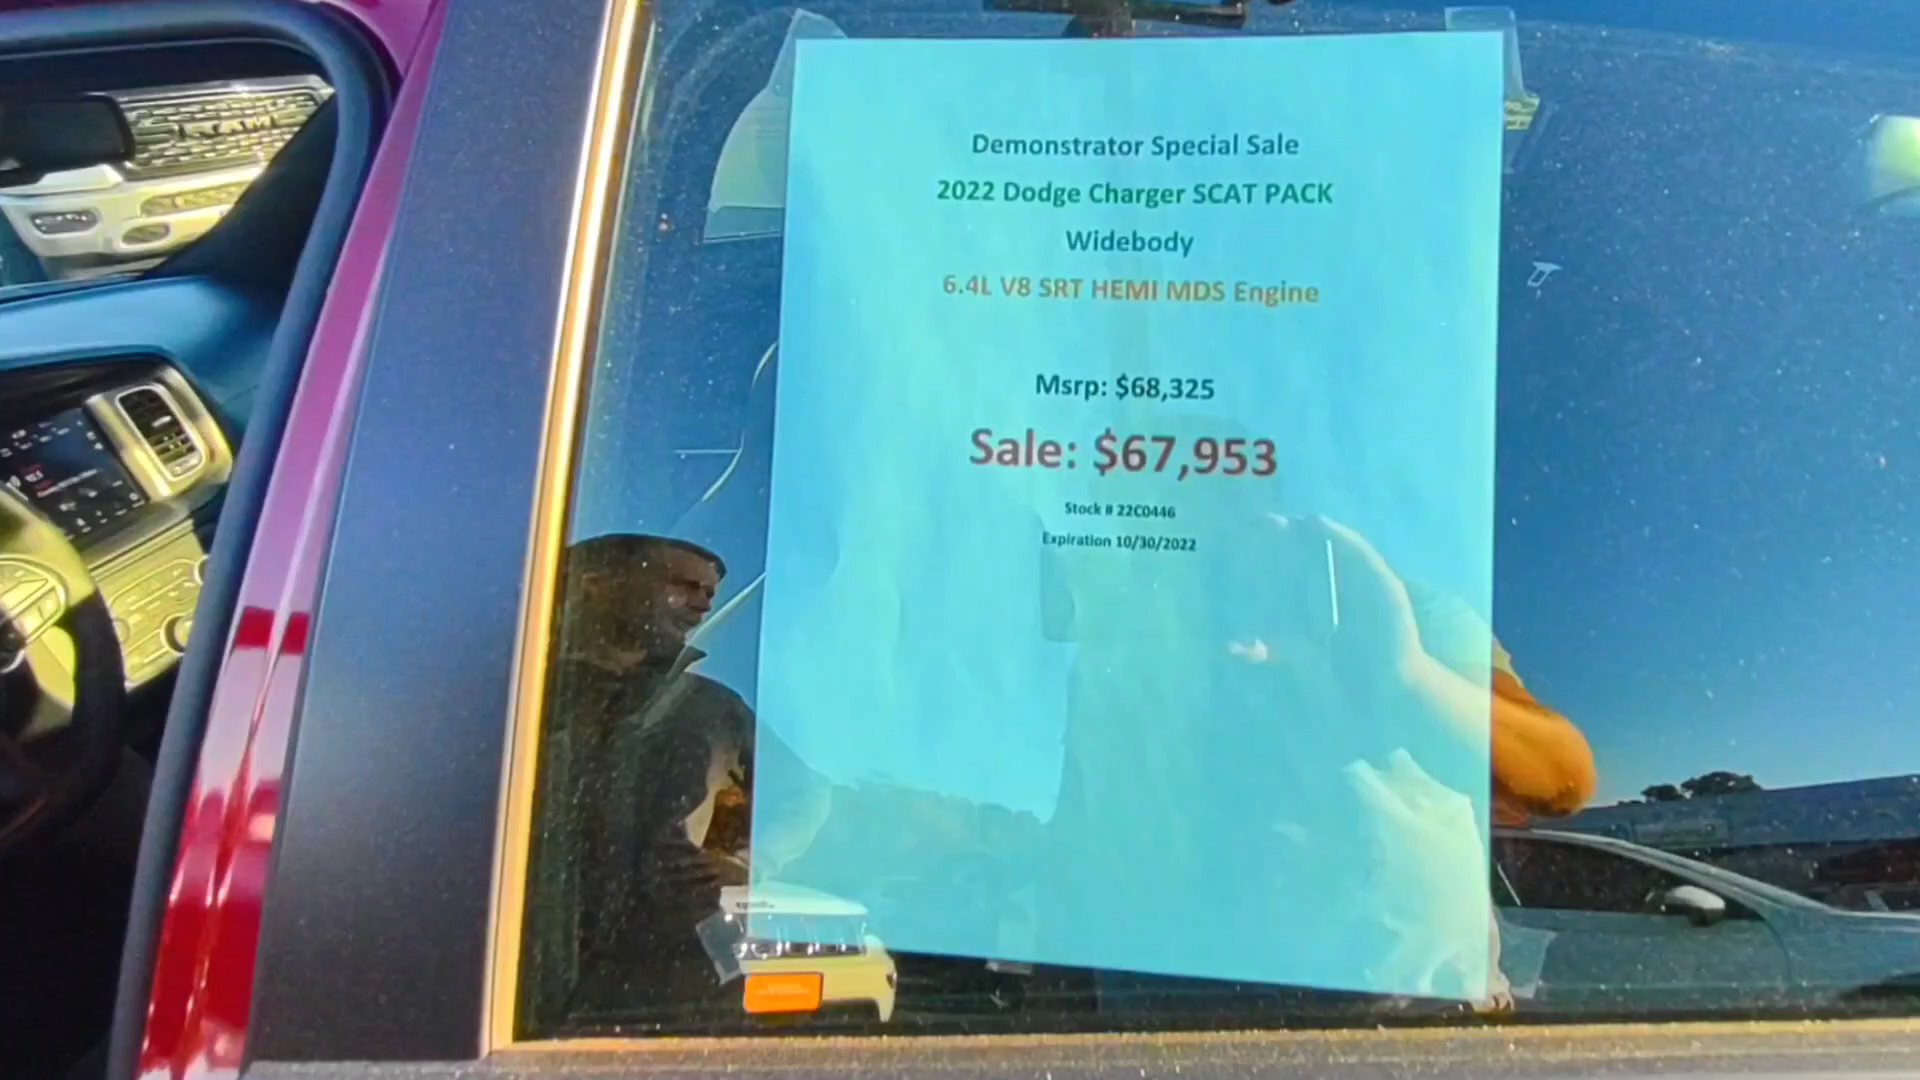 RAM
Demonstrator Special Sale
2022 Dodge Charger SCAT PACK
Widebody
6.4L V8 SRT HEMI MDS Engine
Msrp: $68,325
Sale: $67,953
Stock # 22C0446
Expiration 10/30/2022